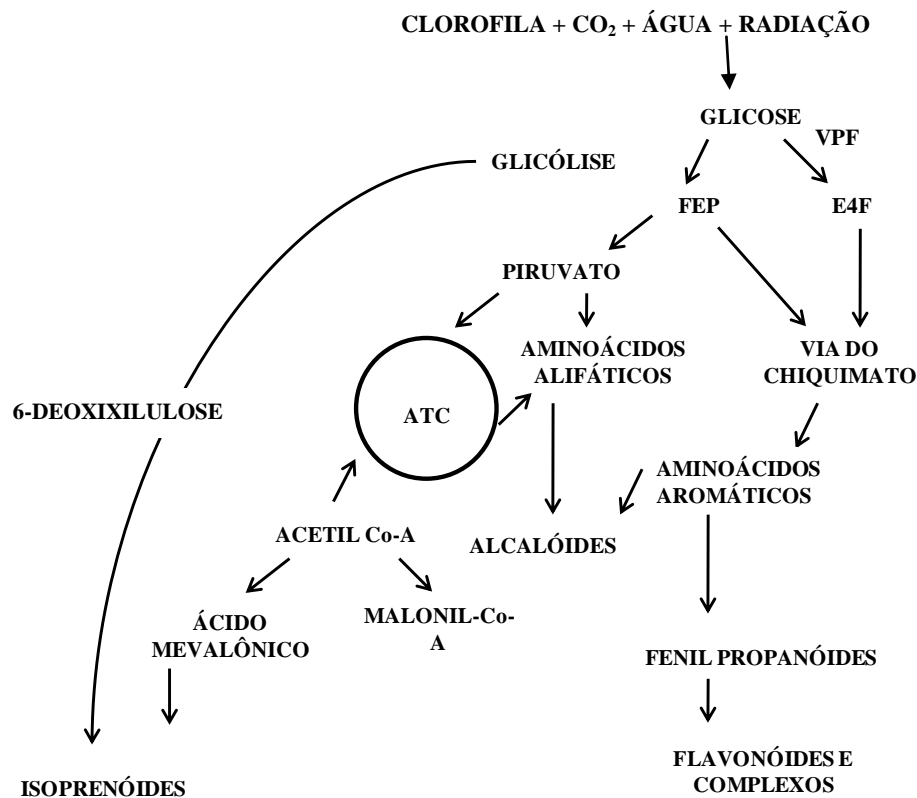 CLOROFILA + CO₂ + ÁGUA + RADIAÇÃO
GLICOSE
VPF
GLICÓLISE
FEP
E4F
PIRUVATO
AMINOÁCIDOS
ALIFÁTICOS
VIA DO
CHIQUIMATO
6-DEOXIXILULOSE
ATC
AMINOÁCIDOS
AROMÁTICOS
ACETIL Co-A
ALCALÓIDES
ÁCIDO
MEVALÔNICO
MALONIL-Co-
A
FENIL PROPANÓIDES
ISOPRENÓIDES
FLAVONÓIDES E
COMPLEXOS